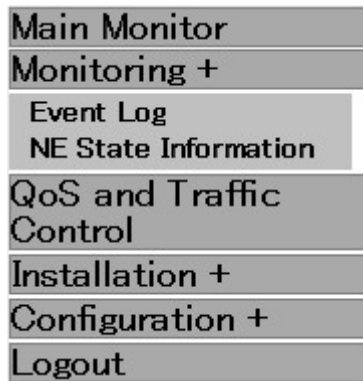 Main Monitor
Monitoring +
Event Log
NE State Information
QoS and Traffic
Control
Installation +
Configuration +
Logout